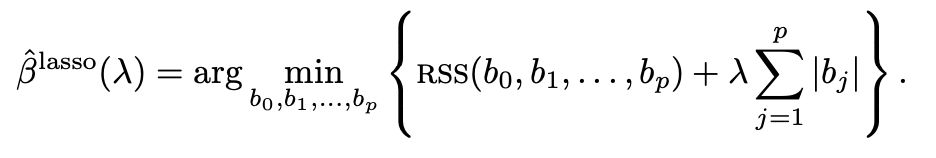 β̂^lasso(λ) = arg min_{b_0,b_1,...,b_p} { RSS(b_0, b_1, . . . , b_p) + λ ∑_{j=1}^{p} |b_j| } .